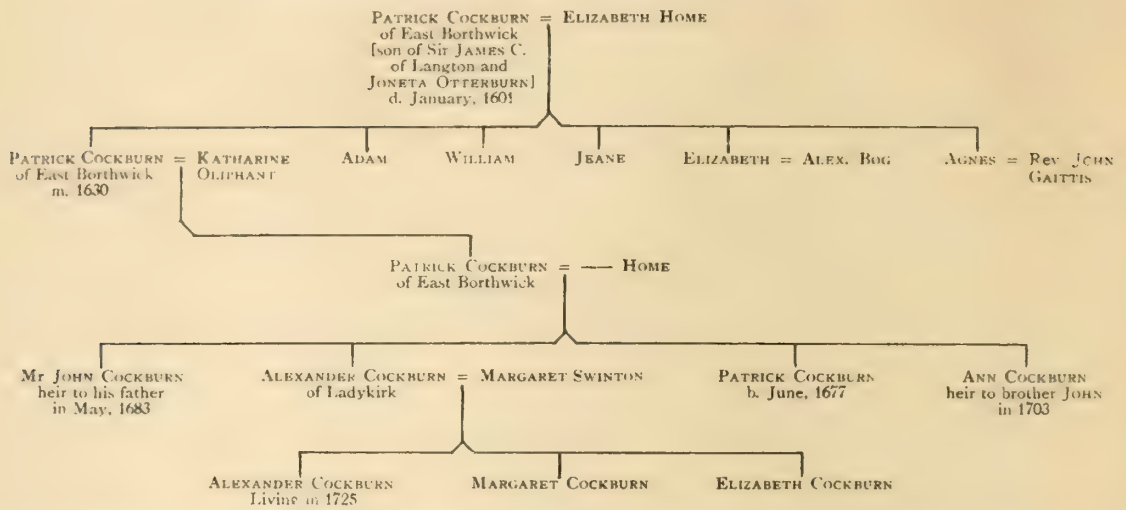 PATRICK COCKBURN = ELIZABETH HOME
of East Borthwick
[son of Sir JAMES C.
of Langton and
JONETA OTTERBURN]
d. January, 1601
PATRICK COCKBURN = KATHARINE OLIPHANT
of East Borthwick
m. 1630
ADAM
WILLIAM
JEANE
ELIZABETH = ALEX. BOG
AGNES = Rev JOHN GAITTIS
PATRICK COCKBURN = — HOME
of East Borthwick
Mr JOHN COCKBURN
heir to his father
in May, 1683
ALEXANDER COCKBURN = MARGARET SWINTON
of Ladykirk
PATRICK COCKBURN
b. June, 1677
ANN COCKBURN
heir to brother JOHN
in 1703
ALEXANDER COCKBURN
Living in 1725
MARGARET COCKBURN
ELIZABETH COCKBURN